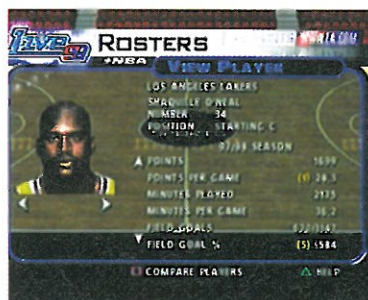 LIVE 99 ROSTERS
NBA
VIEW PLAYER
LOS ANGELES LAKERS
SHAQUILLE O'NEAL
NUMBER 34
POSITION STARTING C
97/98 SEASON
POINTS 1699
POINTS PER GAME (1) 28.3
MINUTES PLAYED 2175
MINUTES PER GAME 36.2
FIELD GOALS
FIELD GOAL % (5) .584
COMPARE PLAYERS HELP